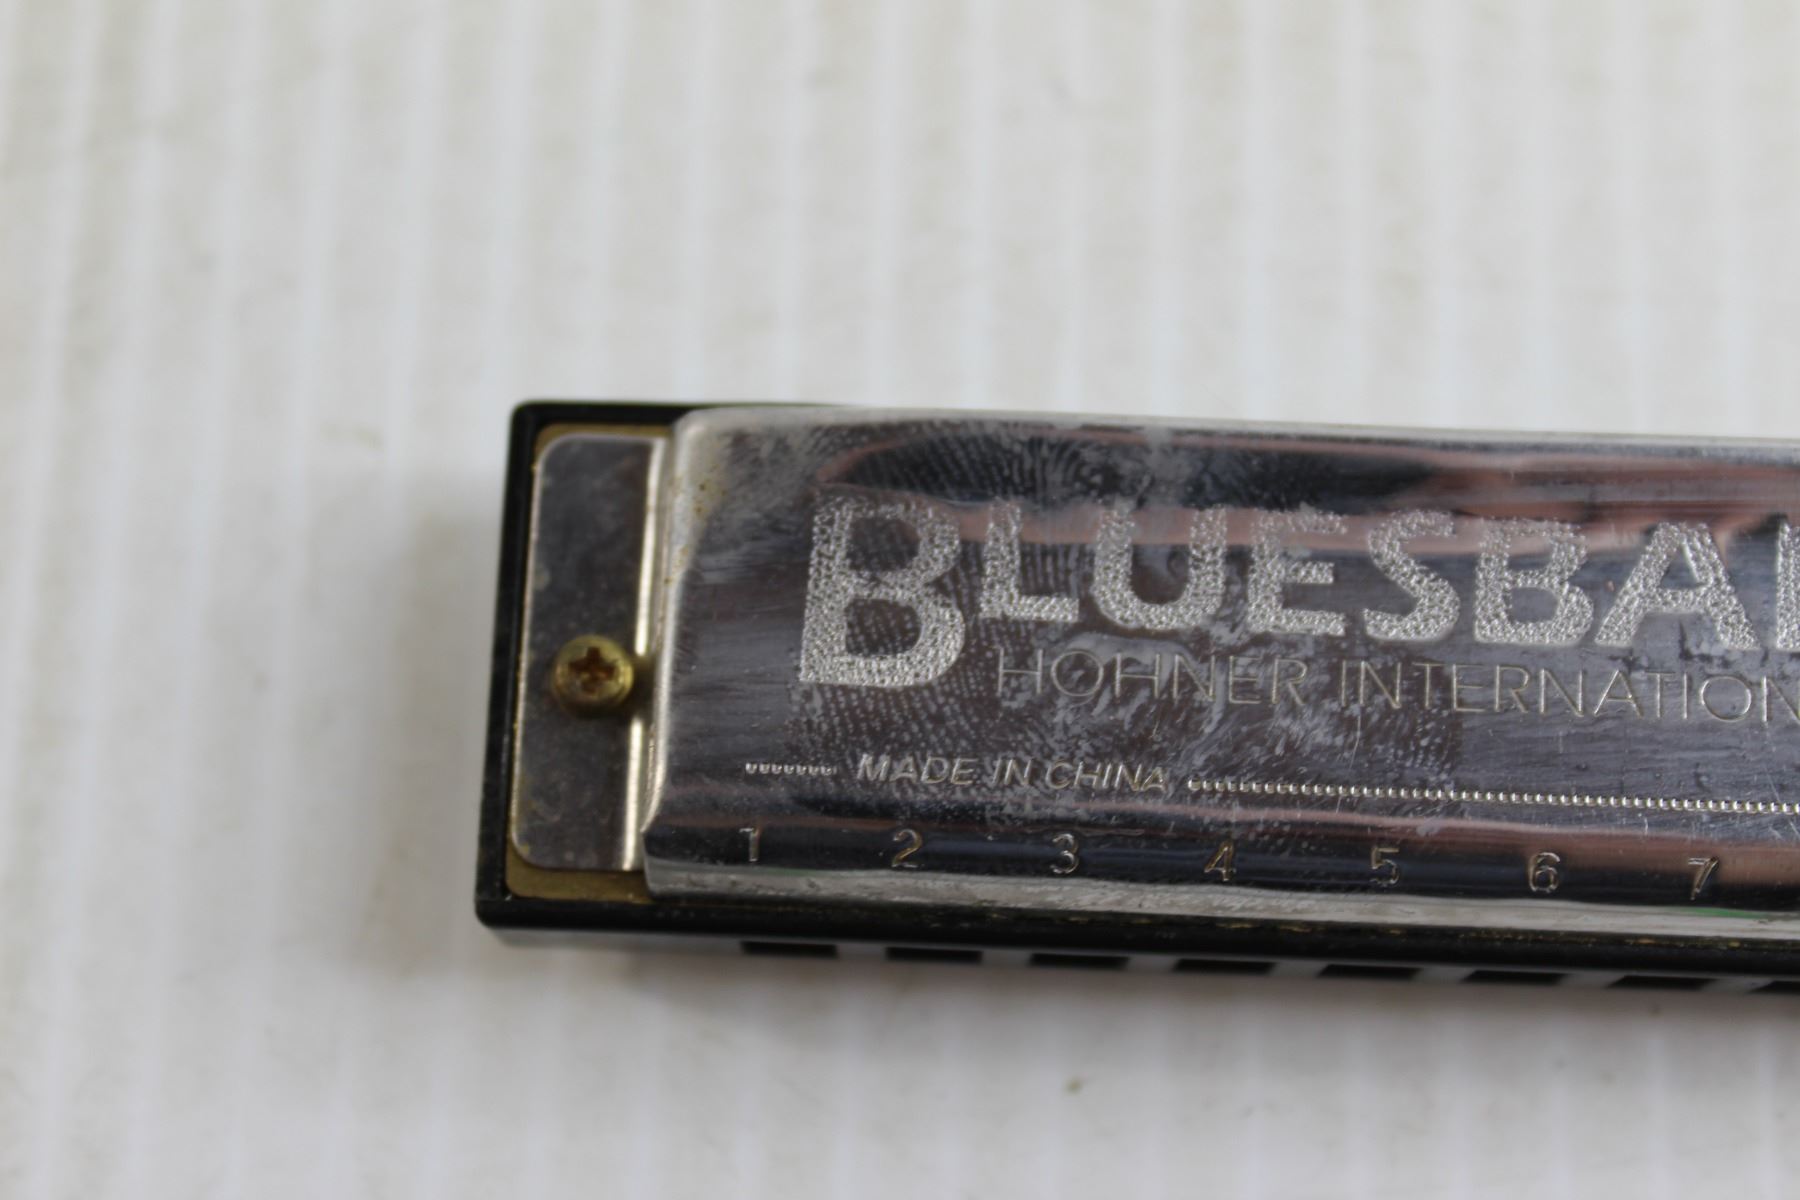 BLUESBA
HOHNER INTERNATION
MADE IN CHINA
1 2 3 4 5 6 7